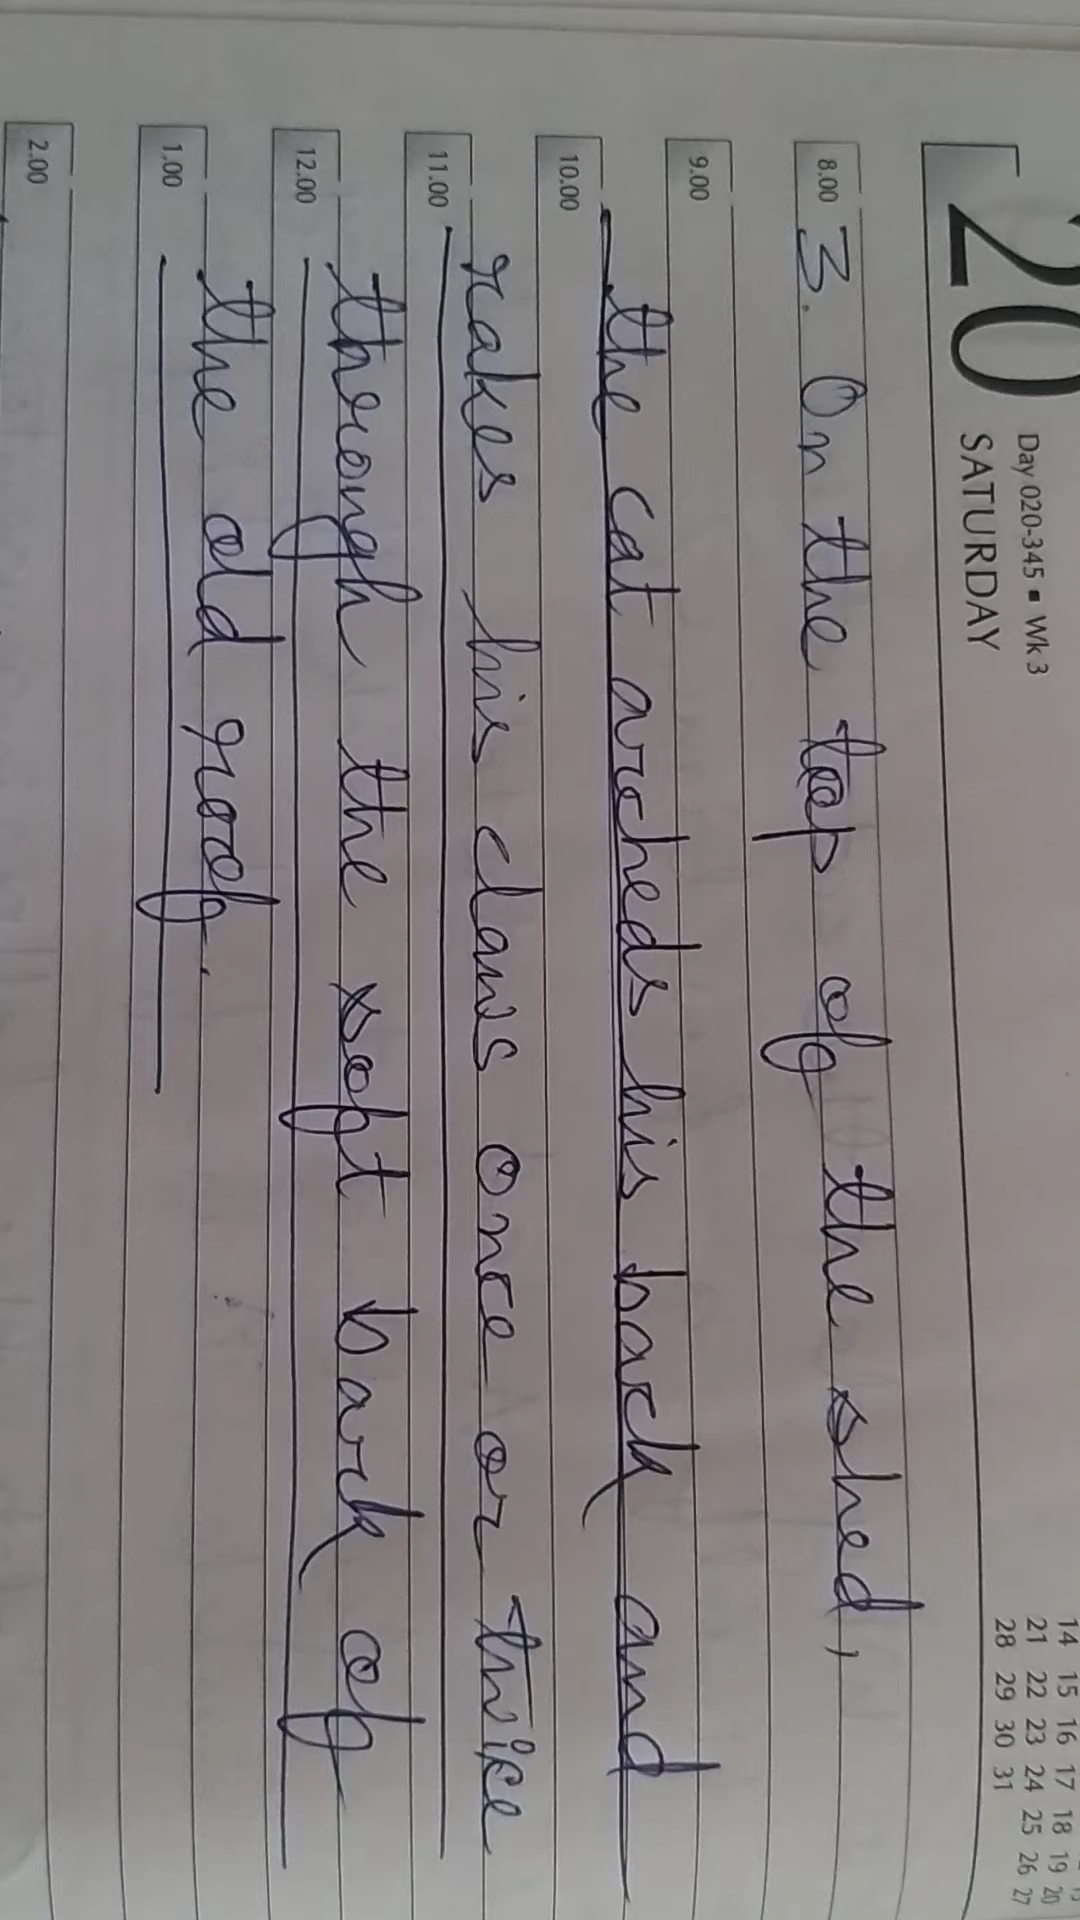 20 Day 020-345 ▪ Wk 3
SATURDAY
14 15 16 17 18 19 20
21 22 23 24 25 26 27
28 29 30 31
8.00 3. On the top of the shed,
9.00
the cat archeds his back and
10.00
rakes his claws once or twice
11.00
through the soft bark of
12.00
the old roof.
1.00
2.00